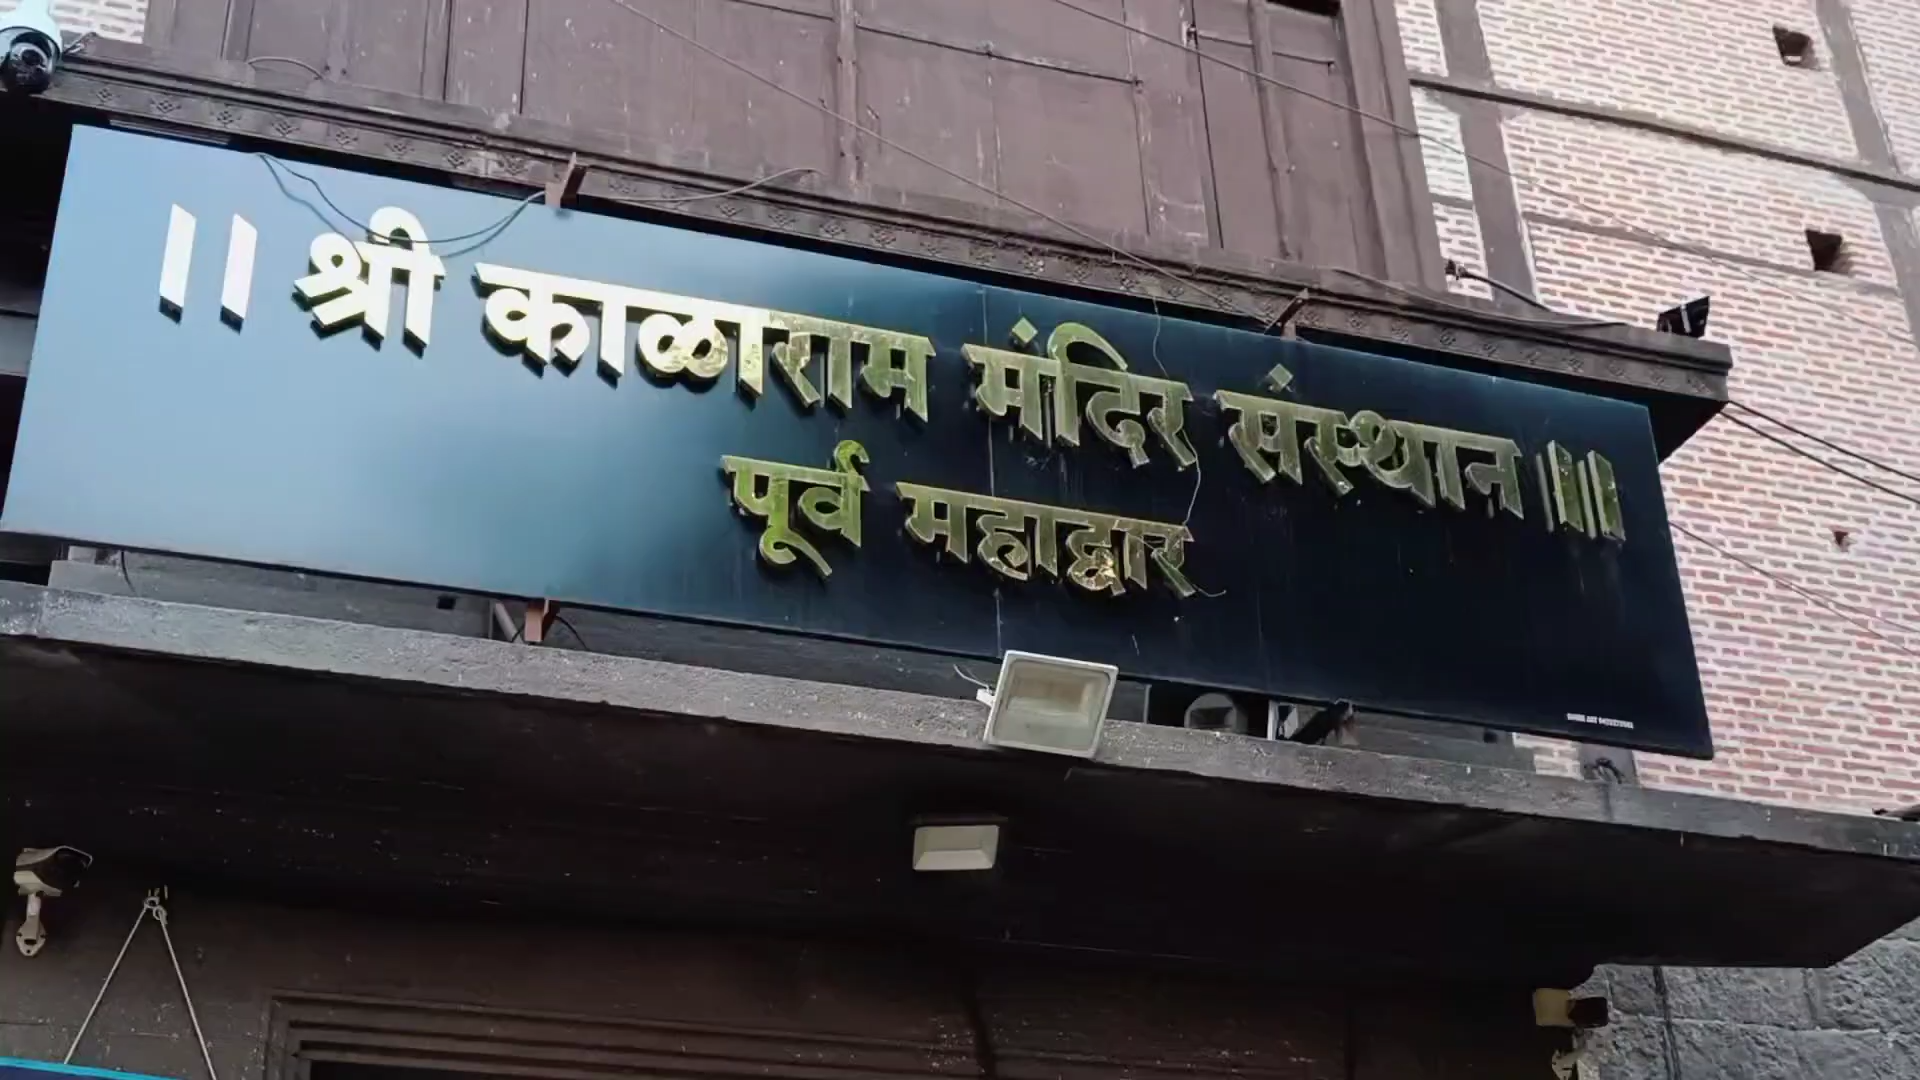 ।। श्री काळाराम मंदिर संस्थान ।।
पूर्व महाद्वार